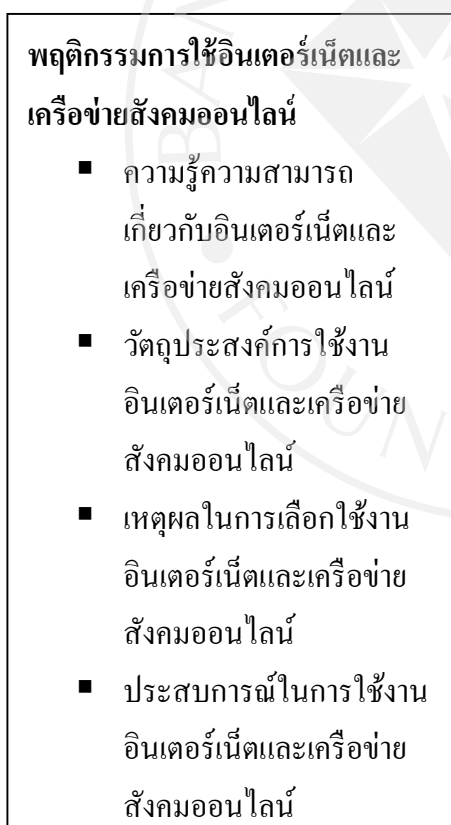 พฤติกรรมการใช้อินเตอร์เน็ตและ
เครือข่ายสังคมออนไลน์
▪ ความรู้ความสามารถ
เกี่ยวกับอินเตอร์เน็ตและ
เครือข่ายสังคมออนไลน์
▪ วัตถุประสงค์การใช้งาน
อินเตอร์เน็ตและเครือข่าย
สังคมออนไลน์
▪ เหตุผลในการเลือกใช้งาน
อินเตอร์เน็ตและเครือข่าย
สังคมออนไลน์
▪ ประสบการณ์ในการใช้งาน
อินเตอร์เน็ตและเครือข่าย
สังคมออนไลน์